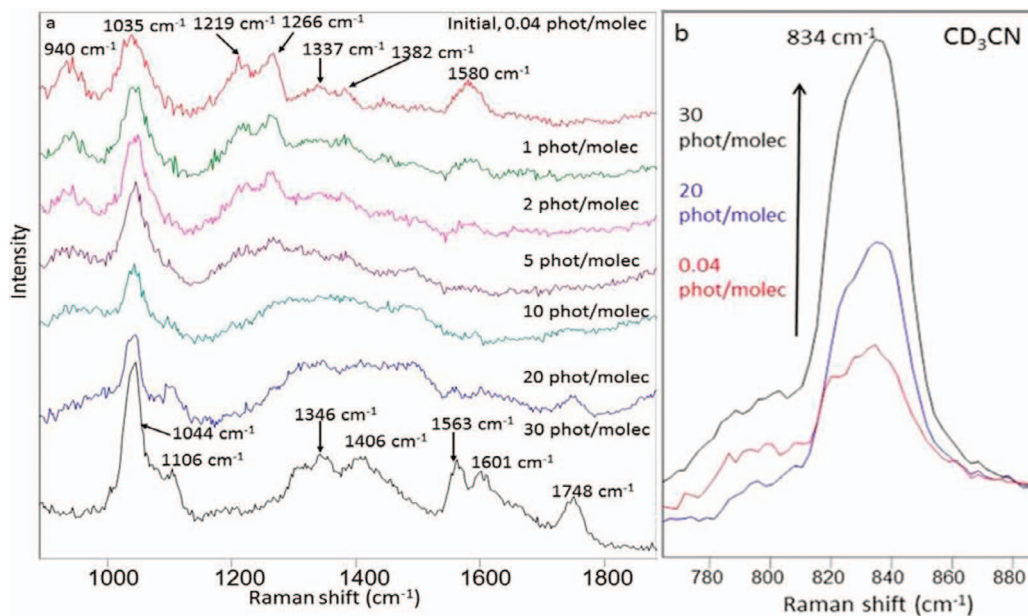 a
Initial, 0.04 phot/molec
940 cm⁻¹
1035 cm⁻¹
1219 cm⁻¹
1266 cm⁻¹
1337 cm⁻¹
1382 cm⁻¹
1580 cm⁻¹
1 phot/molec
2 phot/molec
5 phot/molec
10 phot/molec
20 phot/molec
30 phot/molec
1044 cm⁻¹
1106 cm⁻¹
1346 cm⁻¹
1406 cm⁻¹
1563 cm⁻¹
1601 cm⁻¹
1748 cm⁻¹
Intensity
1000 1200 1400 1600 1800
Raman shift (cm⁻¹)
b
CD₃CN
834 cm⁻¹
30
phot/molec
20
phot/molec
0.04
phot/molec
780 800 820 840 860 880
Raman shift (cm⁻¹)